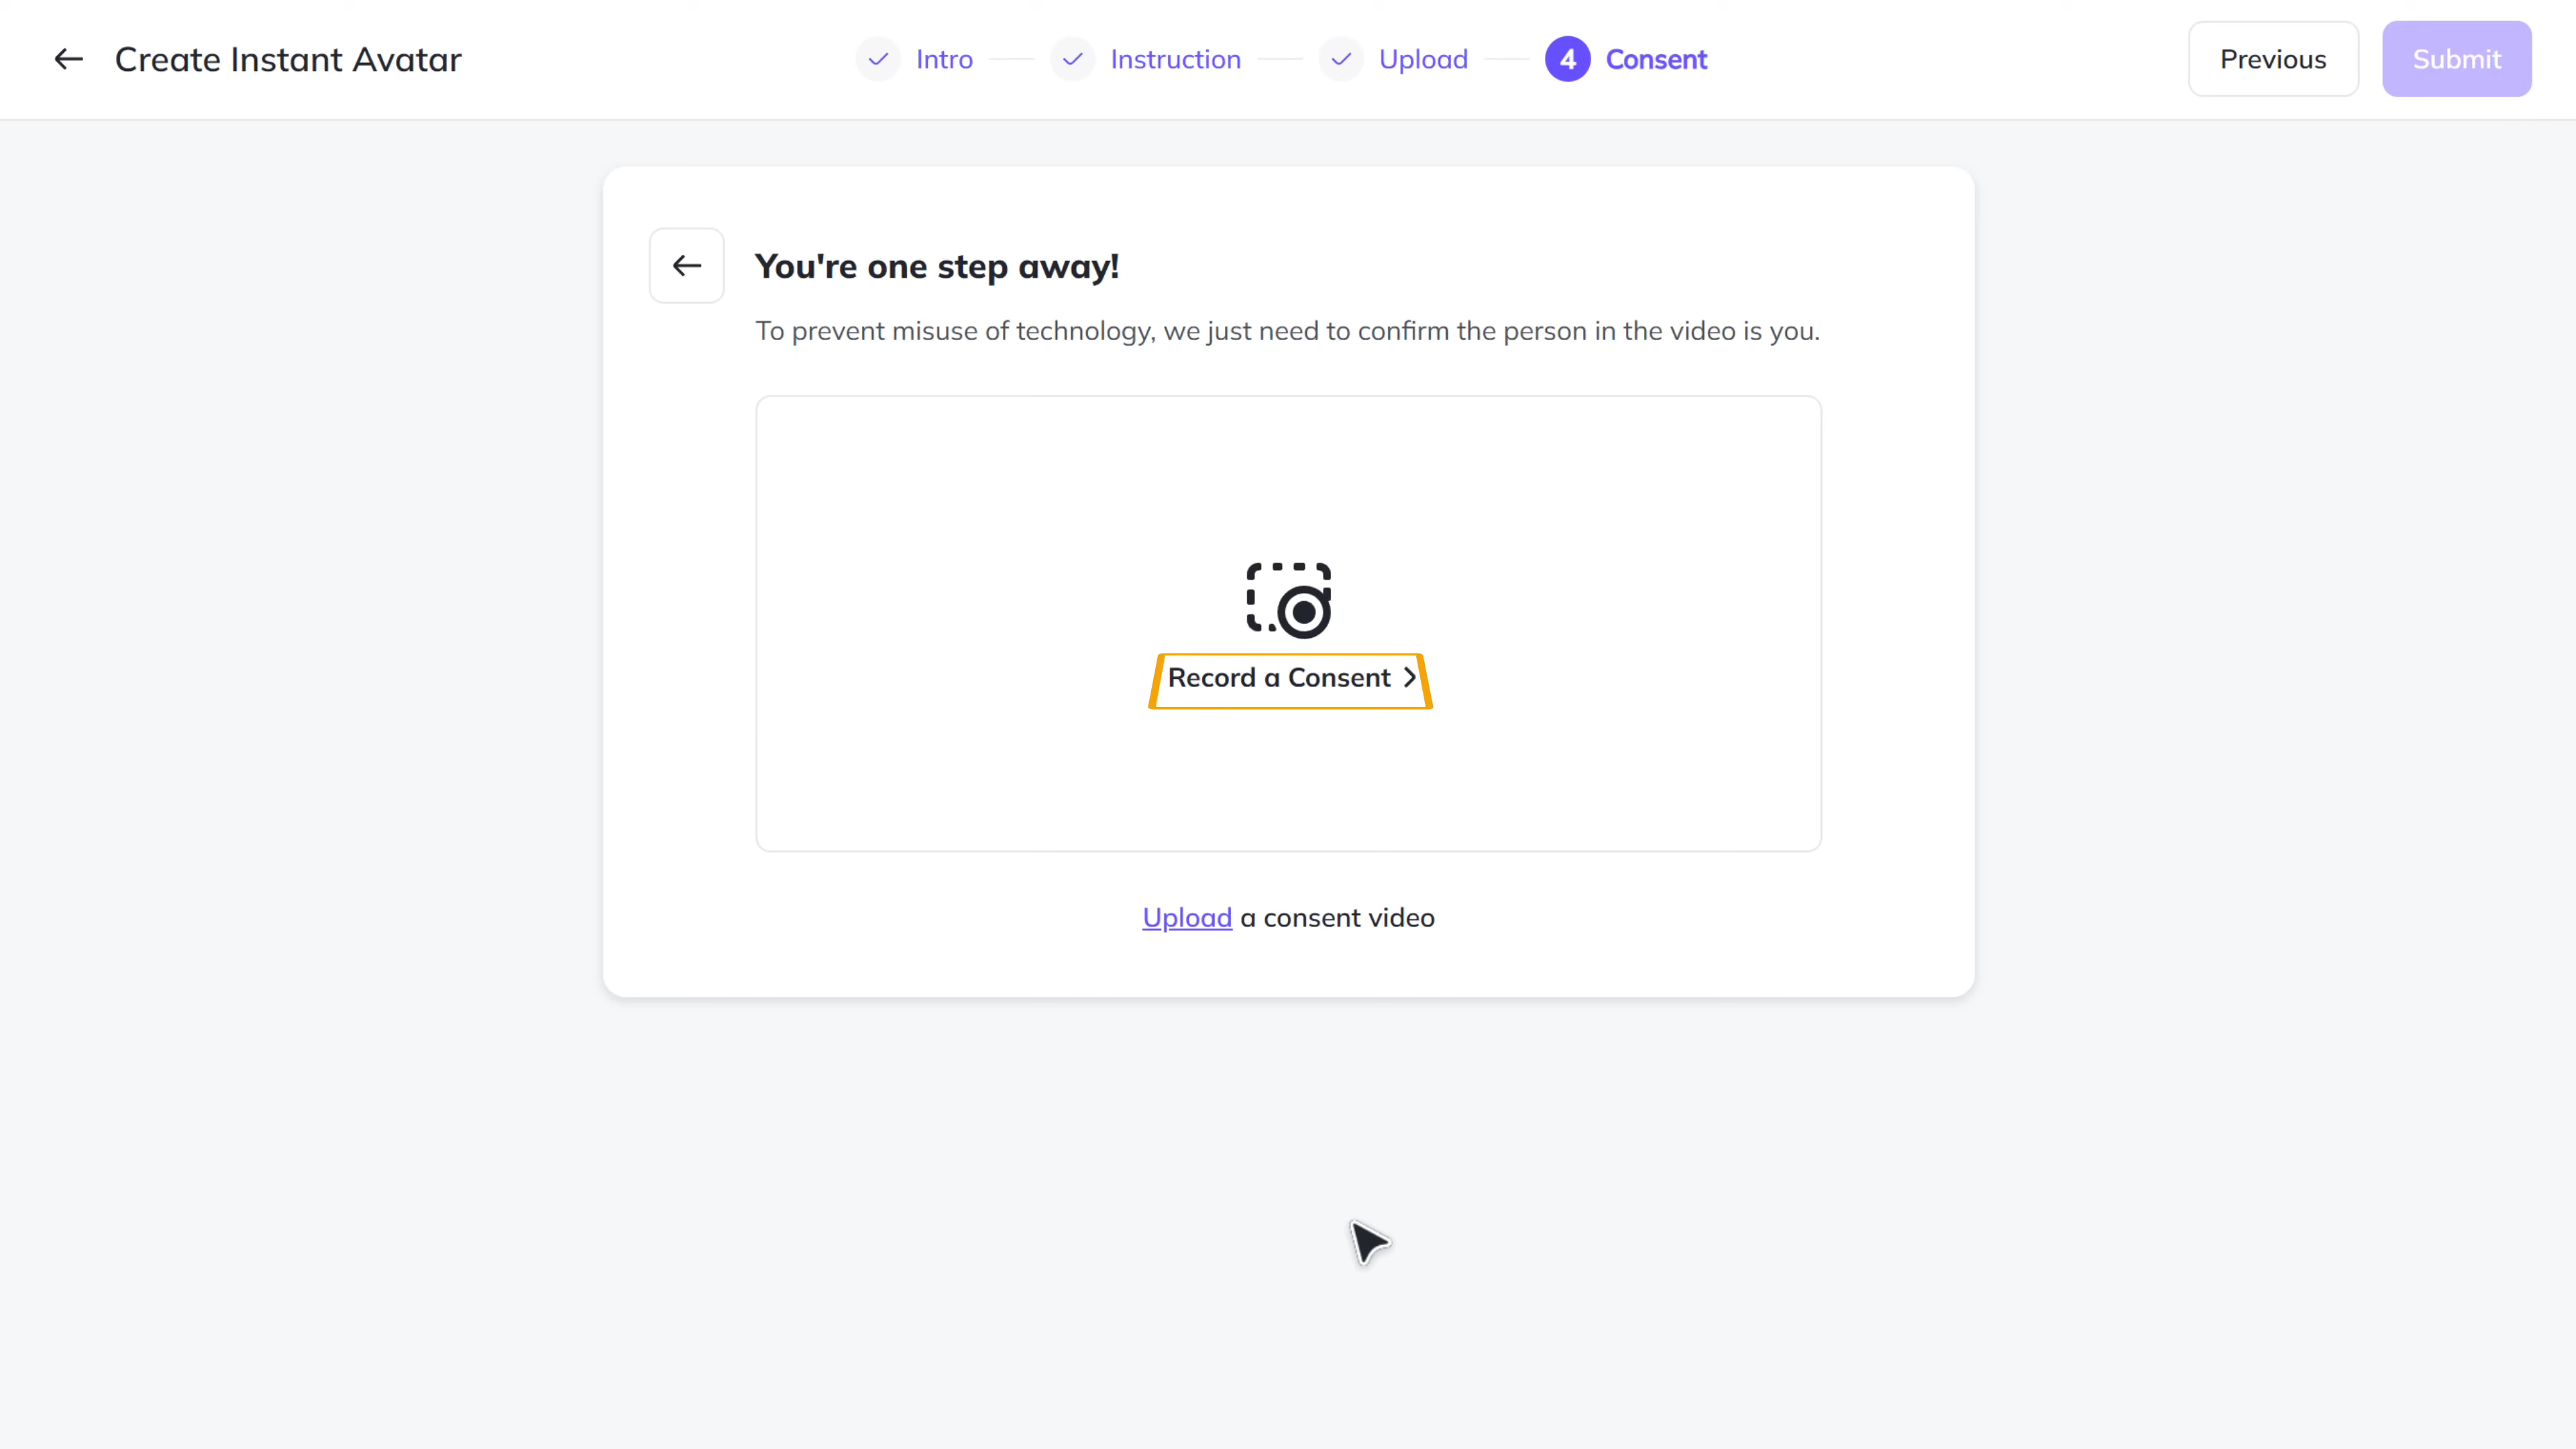 Create Instant Avatar
Intro
Instruction
Upload
4 Consent
Previous
Submit
You're one step away!
To prevent misuse of technology, we just need to confirm the person in the video is you.
Record a Consent
Upload a consent video